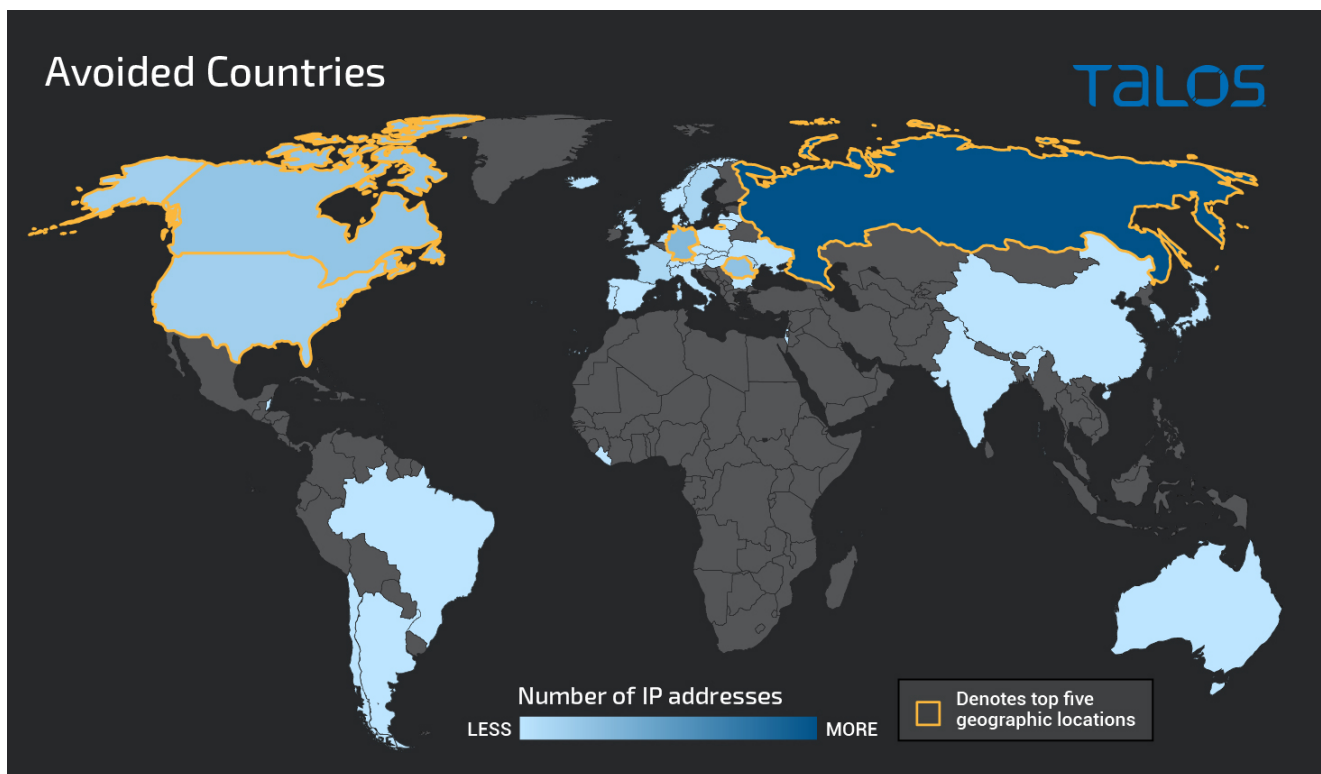 Avoided Countries
TALOS
Number of IP addresses
LESS
MORE
Denotes top five
geographic locations